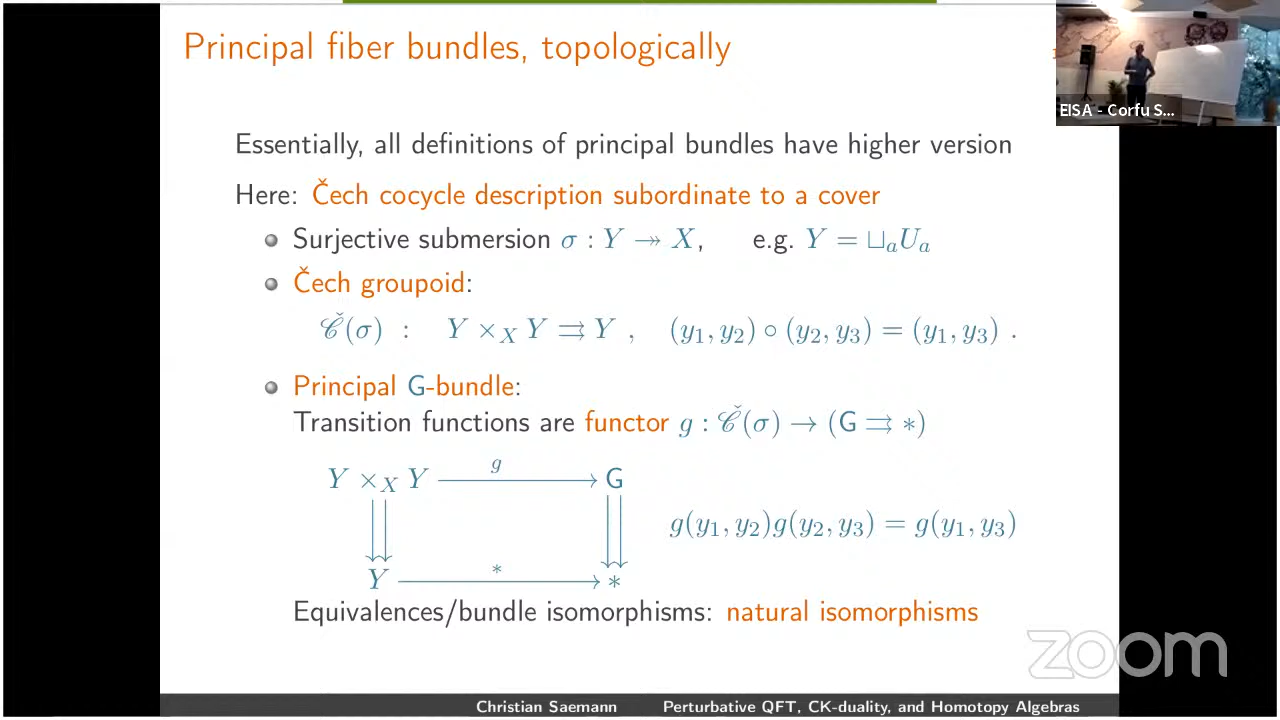 Principal fiber bundles, topologically
EISA - Corfu S...
Essentially, all definitions of principal bundles have higher version
Here: Čech cocycle description subordinate to a cover
Surjective submersion σ : Y ↠ X, e.g. Y = ⊔ₐUₐ
Čech groupoid:
𝒞̌(σ) : Y ×_X Y ⇉ Y , (y₁, y₂) ∘ (y₂, y₃) = (y₁, y₃) .
Principal G-bundle:
Transition functions are functor g : 𝒞̌(σ) → (G ⇉ *)
Y ×_X Y g G
g(y₁, y₂)g(y₂, y₃) = g(y₁, y₃)
Y * *
Equivalences/bundle isomorphisms: natural isomorphisms
zoom
Christian Saemann Perturbative QFT, CK-duality, and Homotopy Algebras